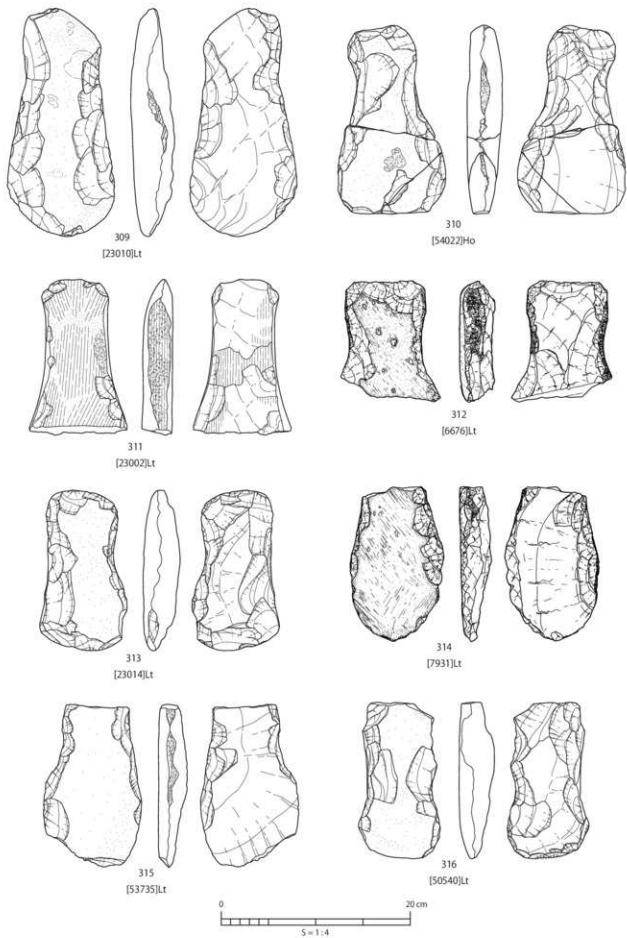 309
[23010]Lt
310
[54022]Ho
311
[23002]Lt
312
[6676]Lt
313
[23014]Lt
314
[7931]Lt
315
[53735]Lt
316
[50540]Lt
0 20 cm
S = 1 : 4